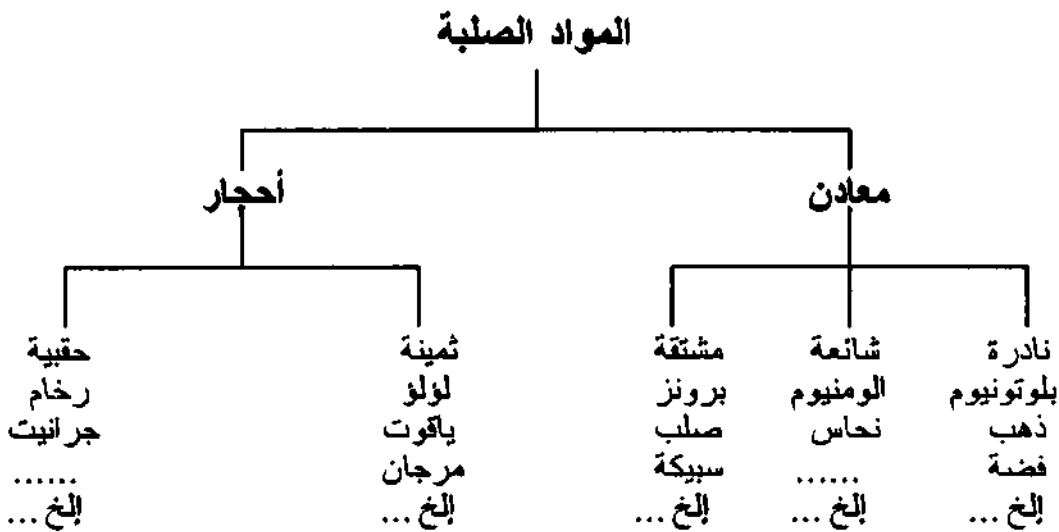 المواد الصلبة
معادن
أحجار
نادرة
بلوتونيوم
ذهب
فضة
إلخ ...
شائعة
الومنيوم
نحاس
......
إلخ ...
مشتقة
برونز
صلب
سبيكة
إلخ ...
ثمينة
لؤلؤ
ياقوت
مرجان
إلخ ...
حقبية
رخام
جرانيت
......
إلخ ...